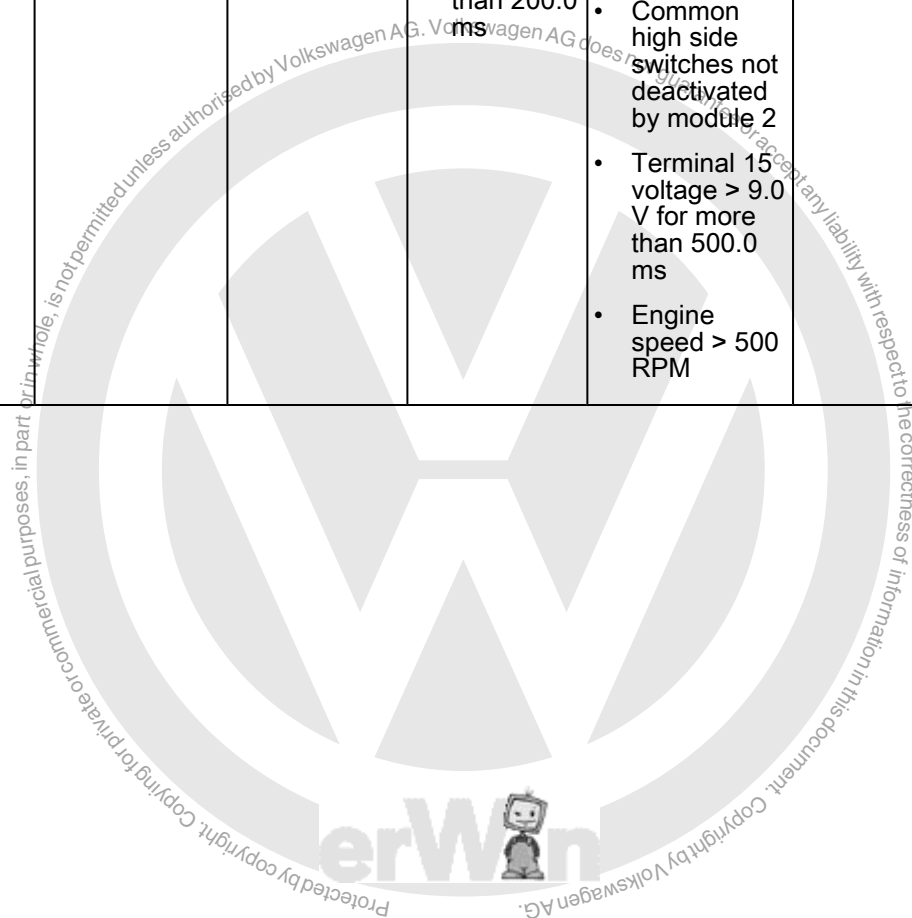 than 200.0
ms
• Common
high side
switches not
deactivated
by module 2
• Terminal 15
voltage > 9.0
V for more
than 500.0
ms
• Engine
speed > 500
RPM
Protected by copyright. Copying for private or commercial purposes, in part or in whole, is not permitted unless authorised by Volkswagen AG. Volkswagen AG does not guarantee or accept any liability with respect to the correctness of information in this document. Copyright by Volkswagen AG.
erWin